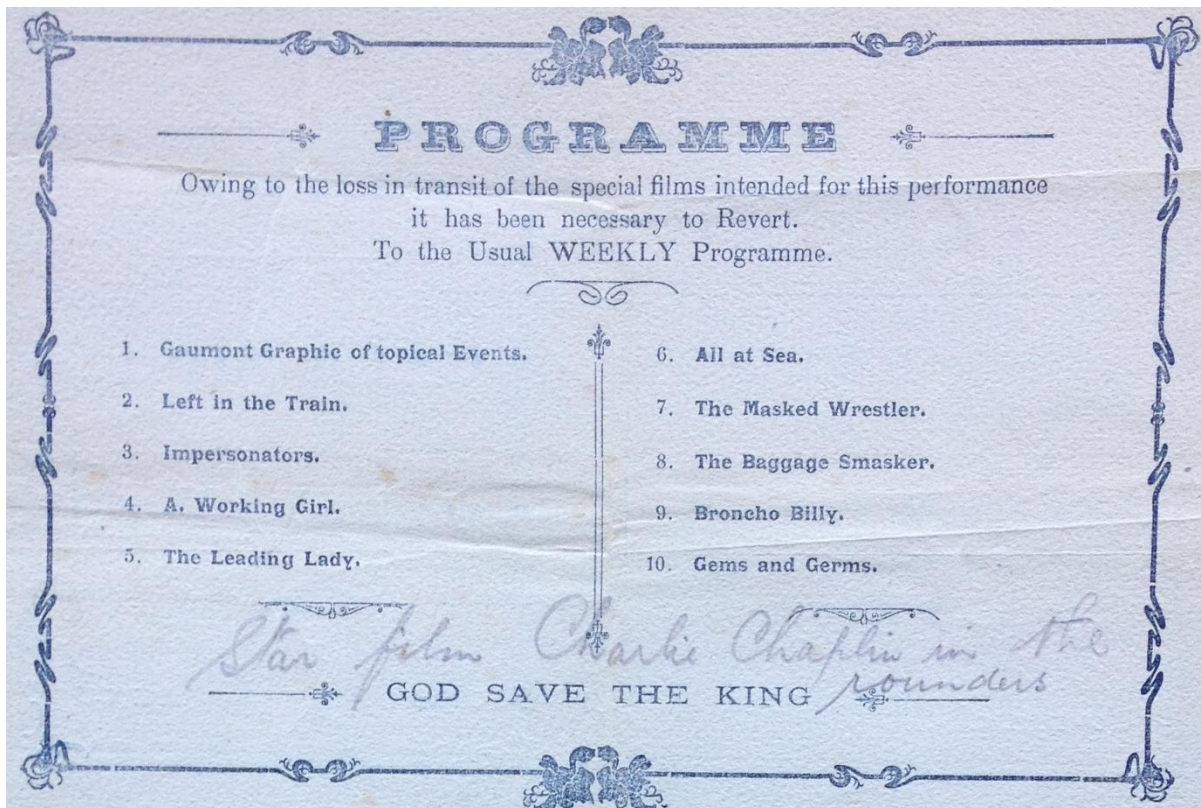 PROGRAMME
Owing to the loss in transit of the special films intended for this performance
it has been necessary to Revert.
To the Usual WEEKLY Programme.
1. Gaumont Graphic of topical Events.
2. Left in the Train.
3. Impersonators.
4. A. Working Girl.
5. The Leading Lady.
6. All at Sea.
7. The Masked Wrestler.
8. The Baggage Smasker.
9. Broncho Billy.
10. Gems and Germs.
Star film Charlie Chaplin in the
rounders
GOD SAVE THE KING